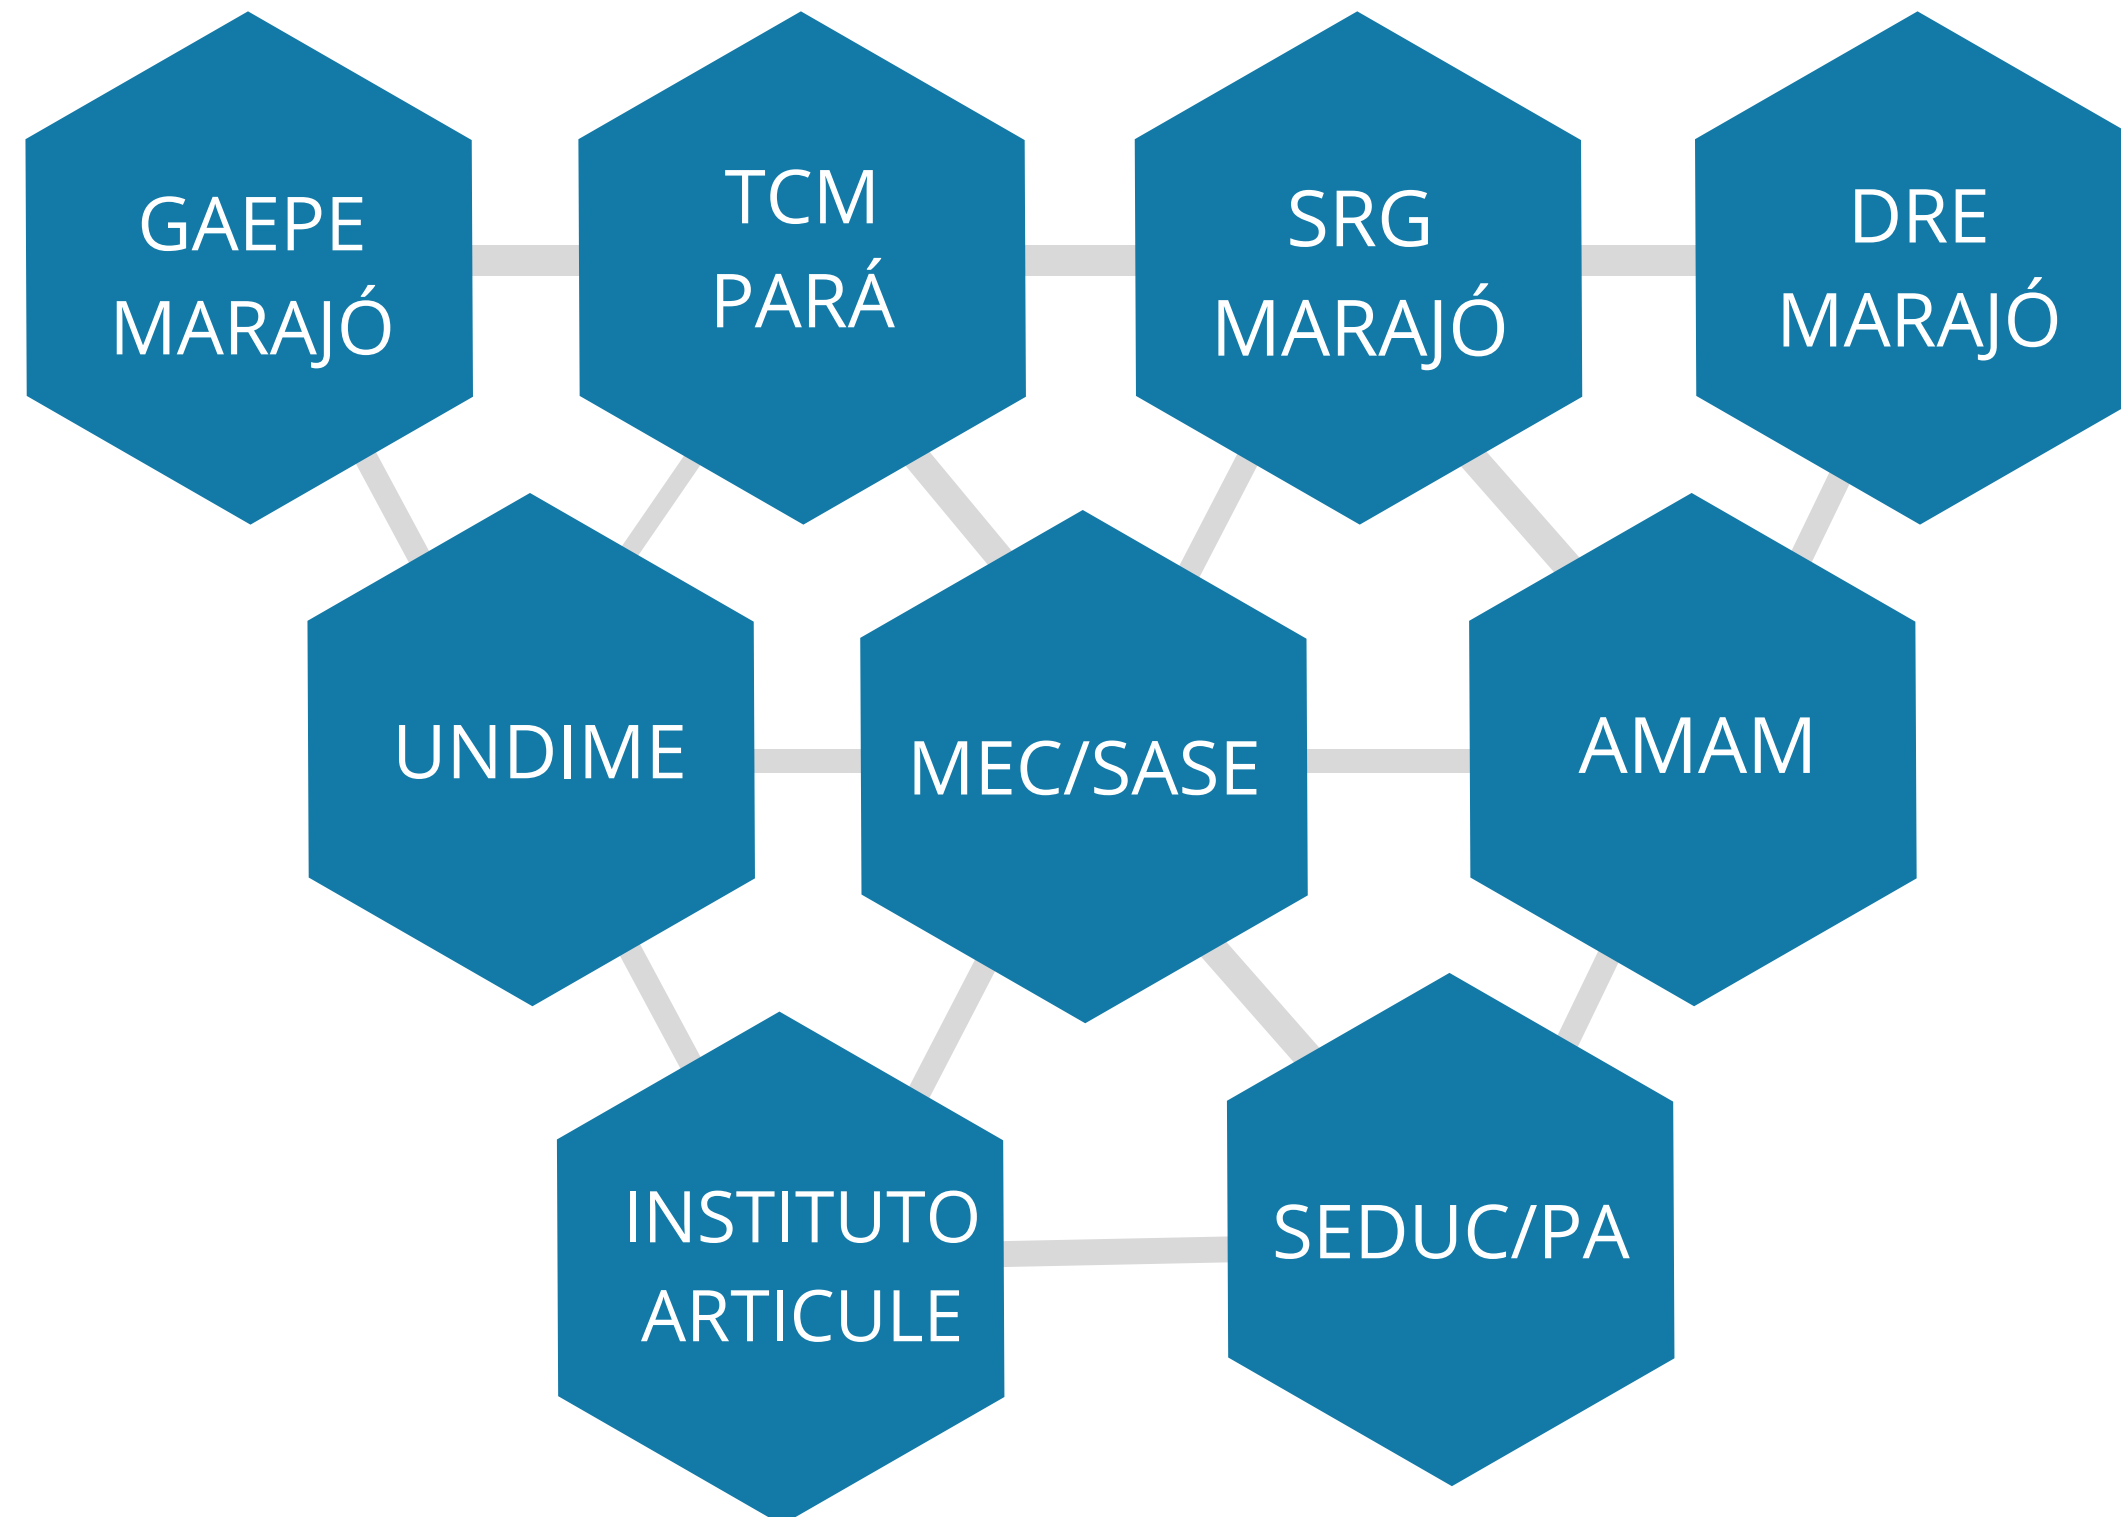 GAEPE
MARAJÓ
TCM
PARÁ
SRG
MARAJÓ
DRE
MARAJÓ
UNDIME
MEC/SASE
AMAM
INSTITUTO
ARTICULE
SEDUC/PA